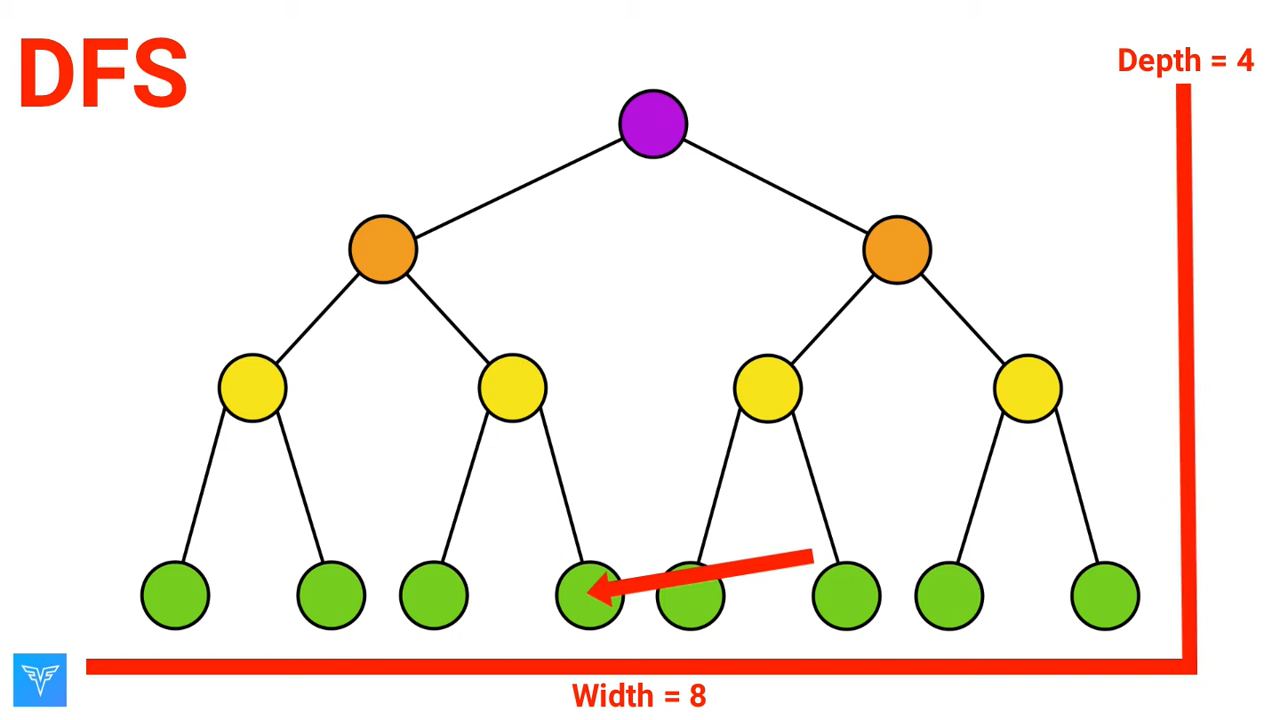 DFS
Depth = 4
Width = 8